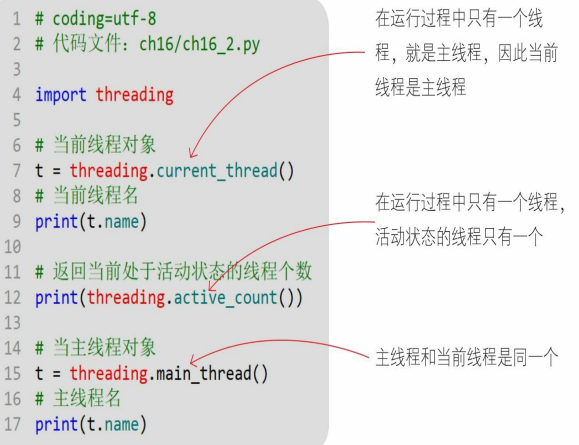 1 # coding=utf-8
2 # 代码文件：ch16/ch16_2.py
3
4 import threading
5
6 # 当前线程对象
7 t = threading.current_thread()
8 # 当前线程名
9 print(t.name)
10
11 # 返回当前处于活动状态的线程个数
12 print(threading.active_count())
13
14 # 当主线程对象
15 t = threading.main_thread()
16 # 主线程名
17 print(t.name)
在运行过程中只有一个线
程，就是主线程，因此当前
线程是主线程
在运行过程中只有一个线程，
活动状态的线程只有一个
主线程和当前线程是同一个